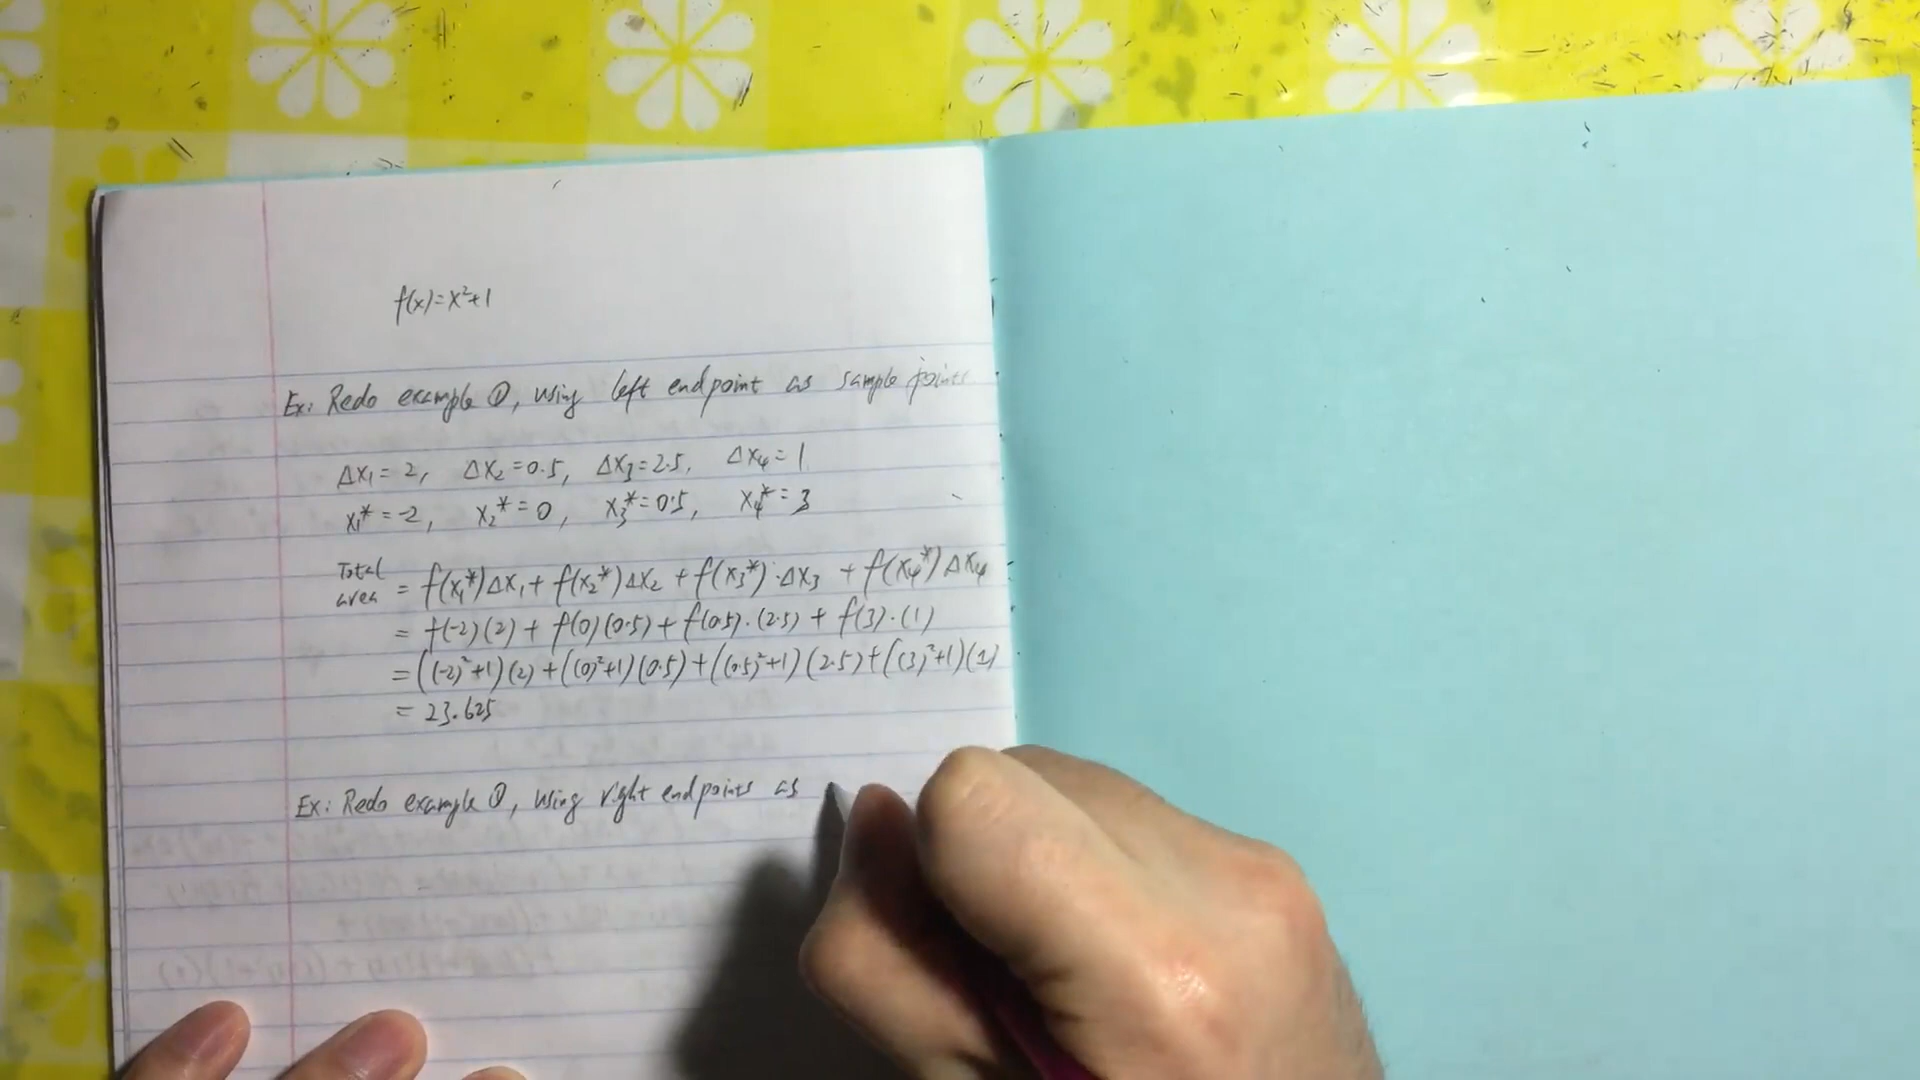 f(x)=x²+1
Ex: Redo example ①, using left endpoint as sample points
Δx₁ = 2, Δx₂ = 0.5, Δx₃ = 2.5, Δx₄ = 1
x₁* = -2, x₂* = 0, x₃* = 0.5, x₄* = 3
Total area = f(x₁*)Δx₁ + f(x₂*)Δx₂ + f(x₃*)·Δx₃ + f(x₄*)Δx₄
= f(-2)(2) + f(0)(0.5) + f(0.5)·(2.5) + f(3)·(1)
= ((-2)²+1)(2) + ((0)²+1)(0.5) + ((0.5)²+1)(2.5) + ((3)²+1)(1)
= 23.625
Ex: Redo example ①, using right endpoints as